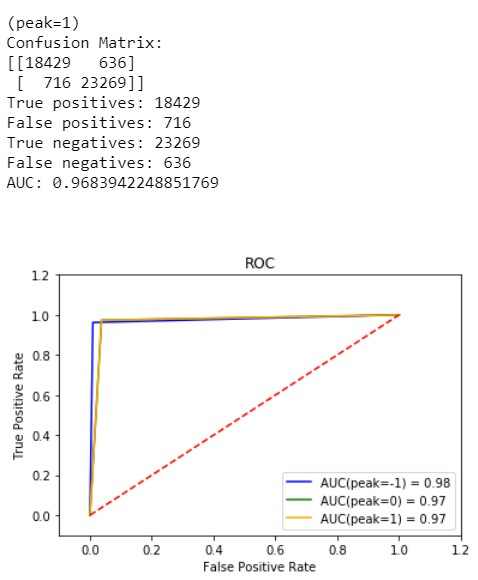 (peak=1)
Confusion Matrix:
[[18429   636]
 [  716 23269]]
True positives: 18429
False positives: 716
True negatives: 23269
False negatives: 636
AUC: 0.9683942248851769
ROC
1.2
1.0
0.8
0.6
0.4
0.2
0.0
True Positive Rate
AUC(peak=-1) = 0.98
AUC(peak=0) = 0.97
AUC(peak=1) = 0.97
0.0 0.2 0.4 0.6 0.8 1.0 1.2
False Positive Rate